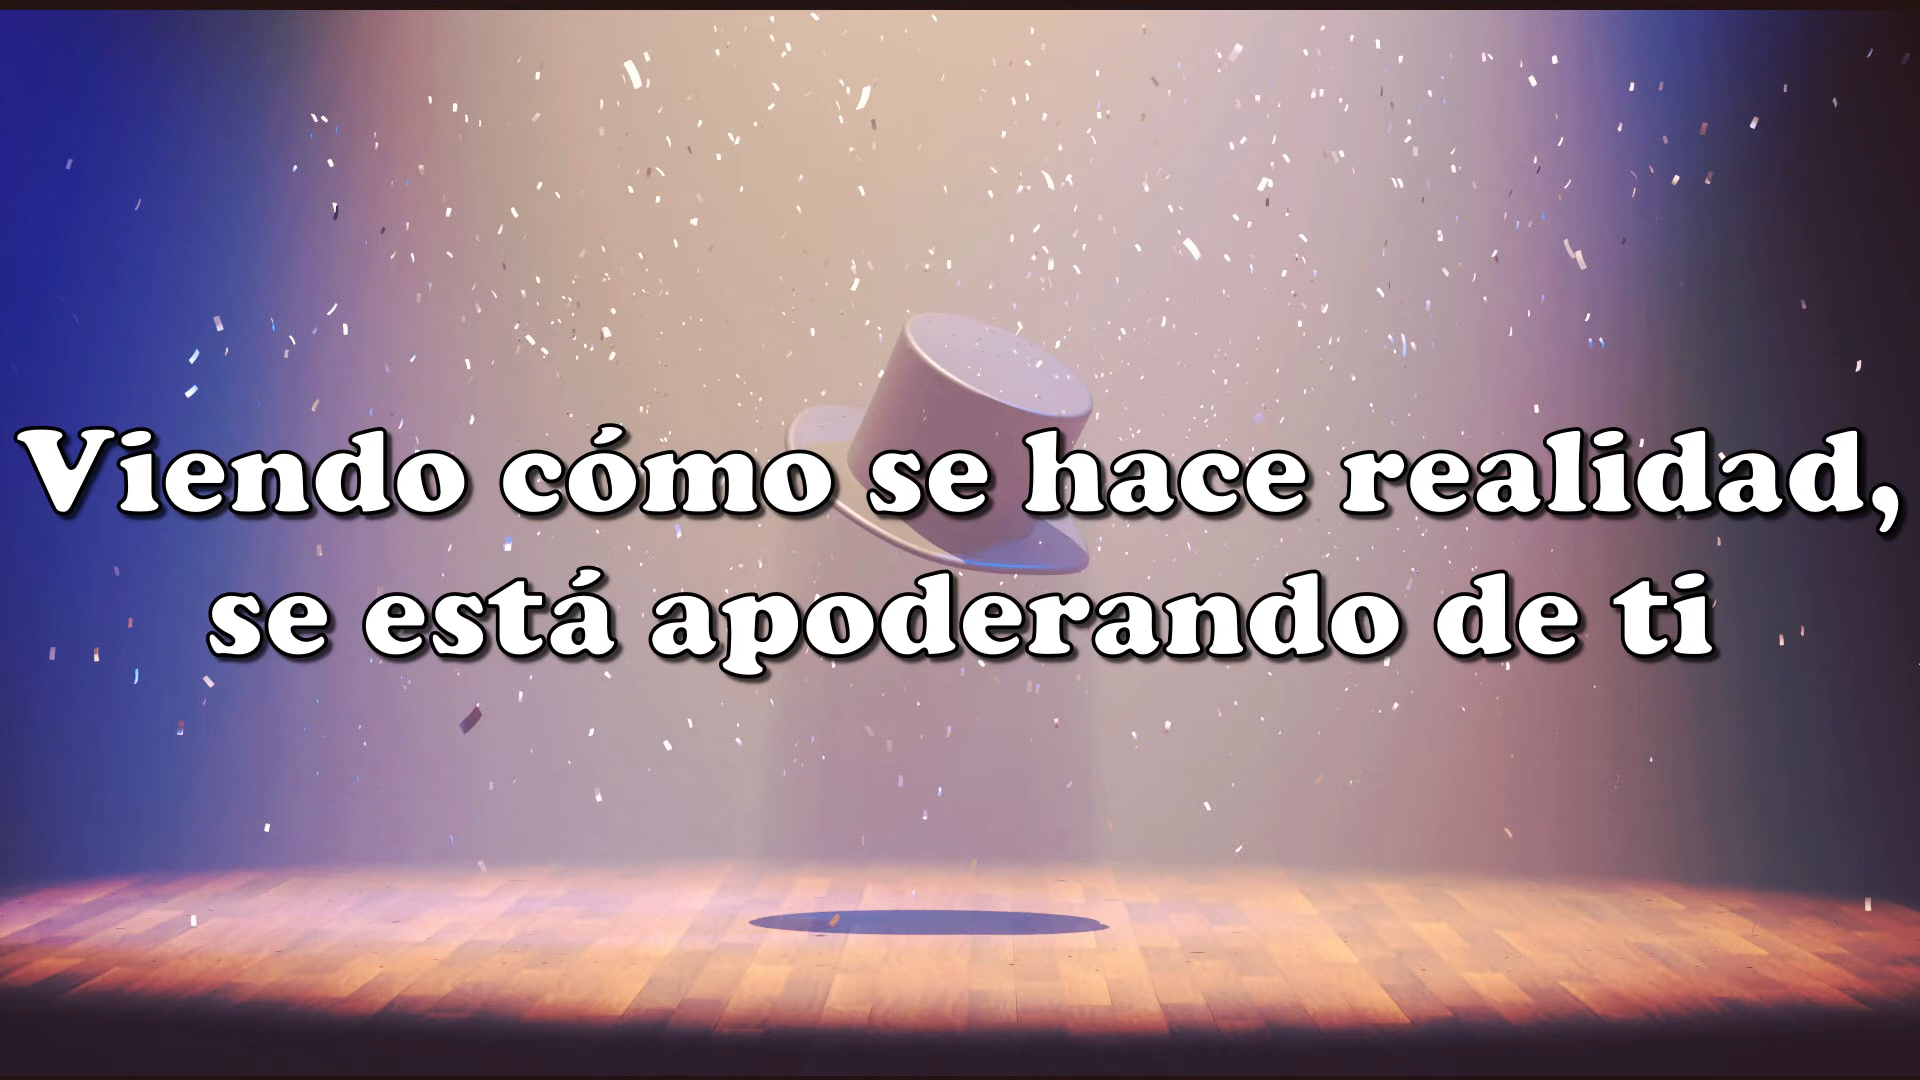 Viendo cómo se hace realidad,
se está apoderando de ti